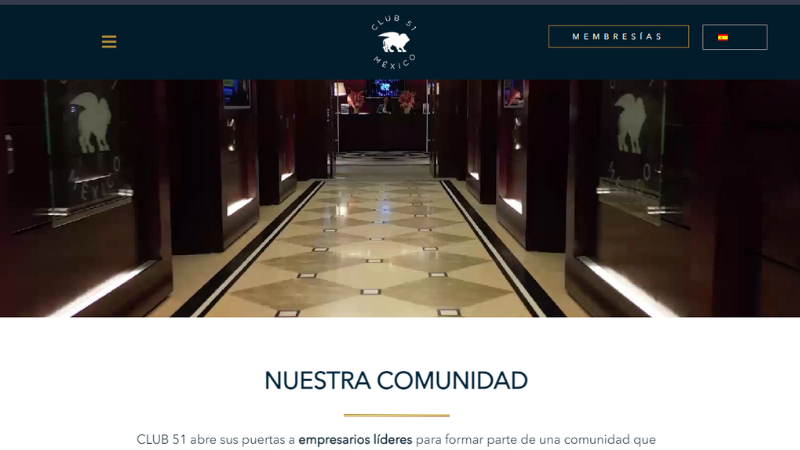 CLUB 51
MÉXICO
MEMBRESÍAS
MÉXICO
NUESTRA COMUNIDAD
CLUB 51 abre sus puertas a empresarios líderes para formar parte de una comunidad que